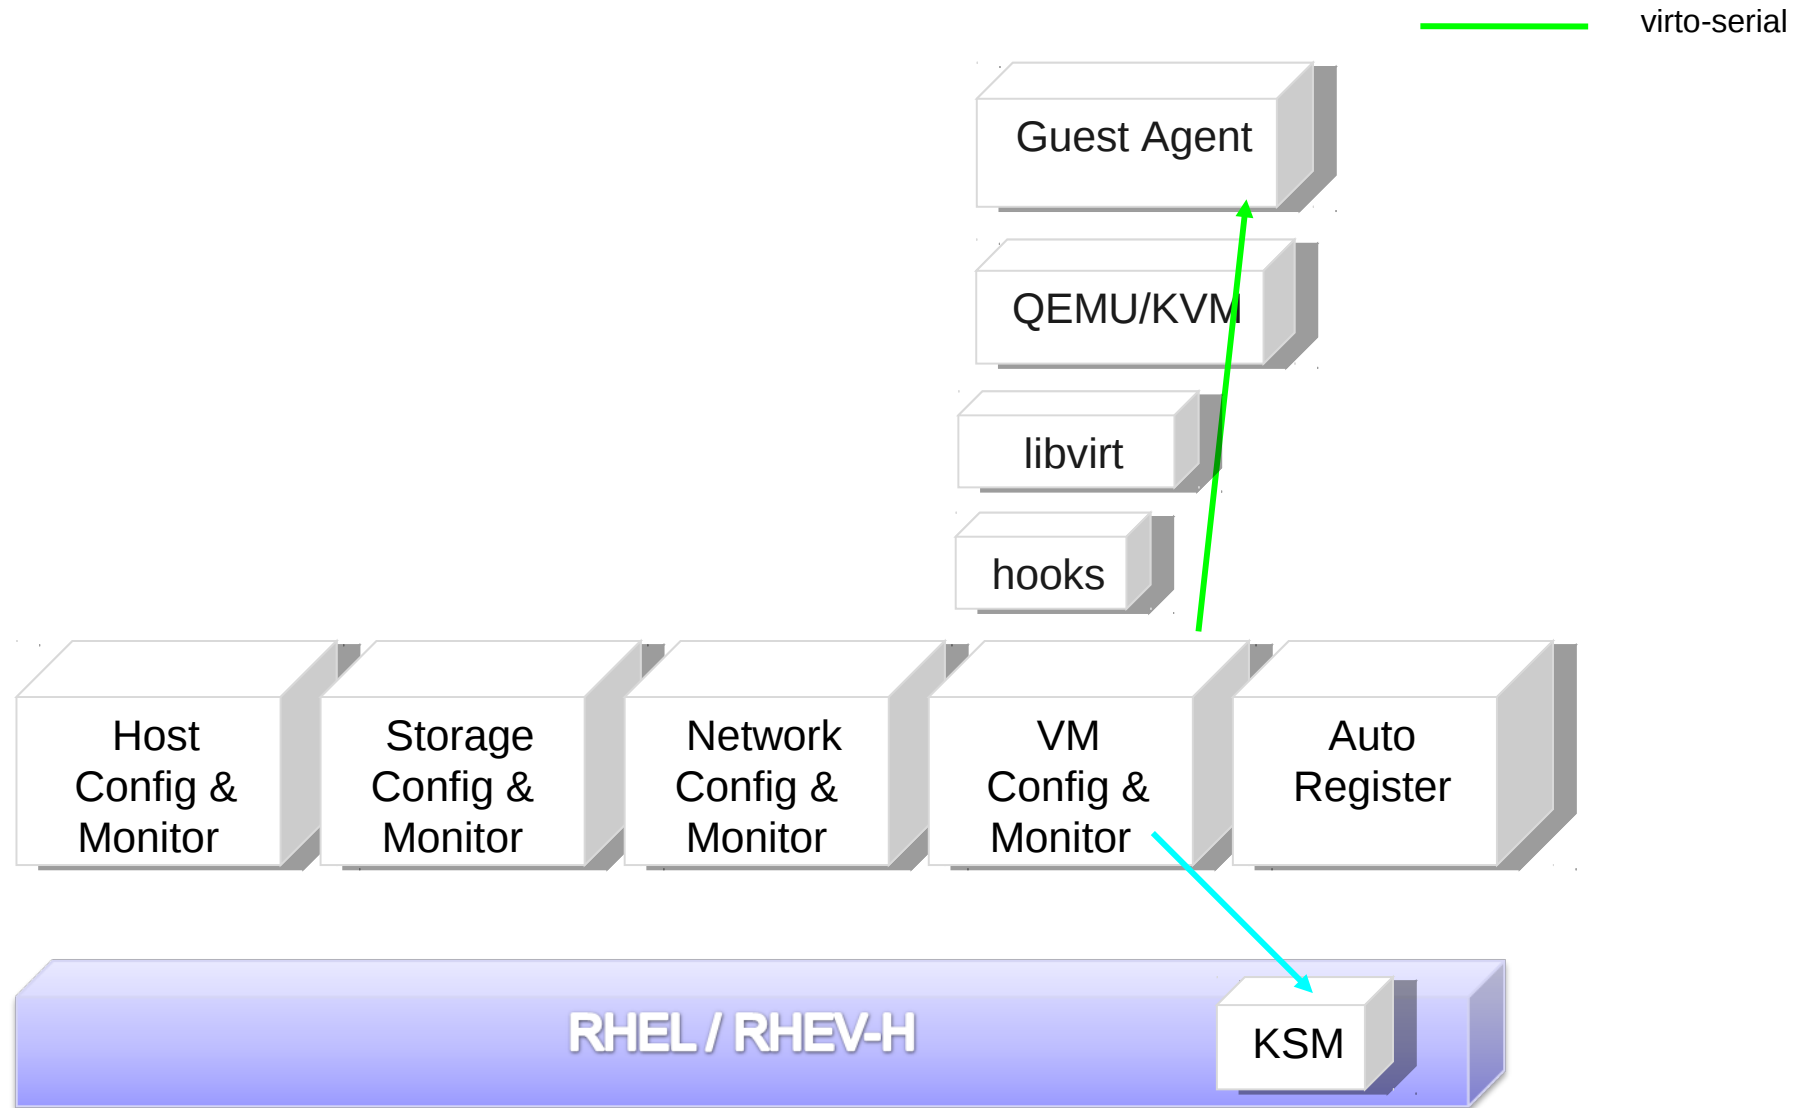 virto-serial
Guest Agent
QEMU/KVM
libvirt
hooks
Host
Config &
Monitor
Storage
Config &
Monitor
Network
Config &
Monitor
VM
Config &
Monitor
Auto
Register
RHEL / RHEV-H
KSM